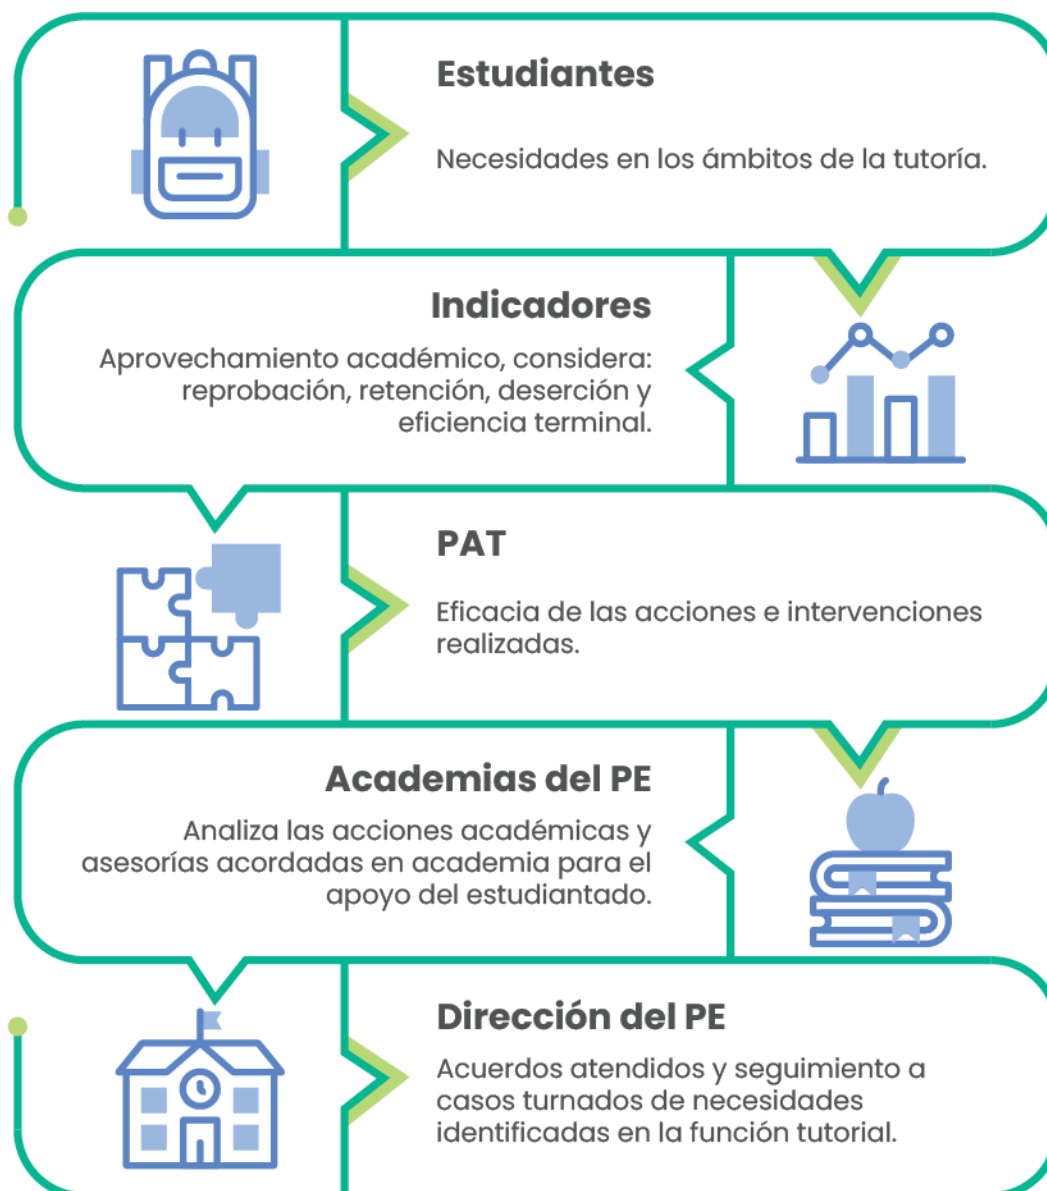 Estudiantes
Necesidades en los ámbitos de la tutoría.
Indicadores
Aprovechamiento académico, considera:
reprobación, retención, deserción y
eficiencia terminal.
PAT
Eficacia de las acciones e intervenciones
realizadas.
Academias del PE
Analiza las acciones académicas y
asesorías acordadas en academia para el
apoyo del estudiantado.
Dirección del PE
Acuerdos atendidos y seguimiento a
casos turnados de necesidades
identificadas en la función tutorial.